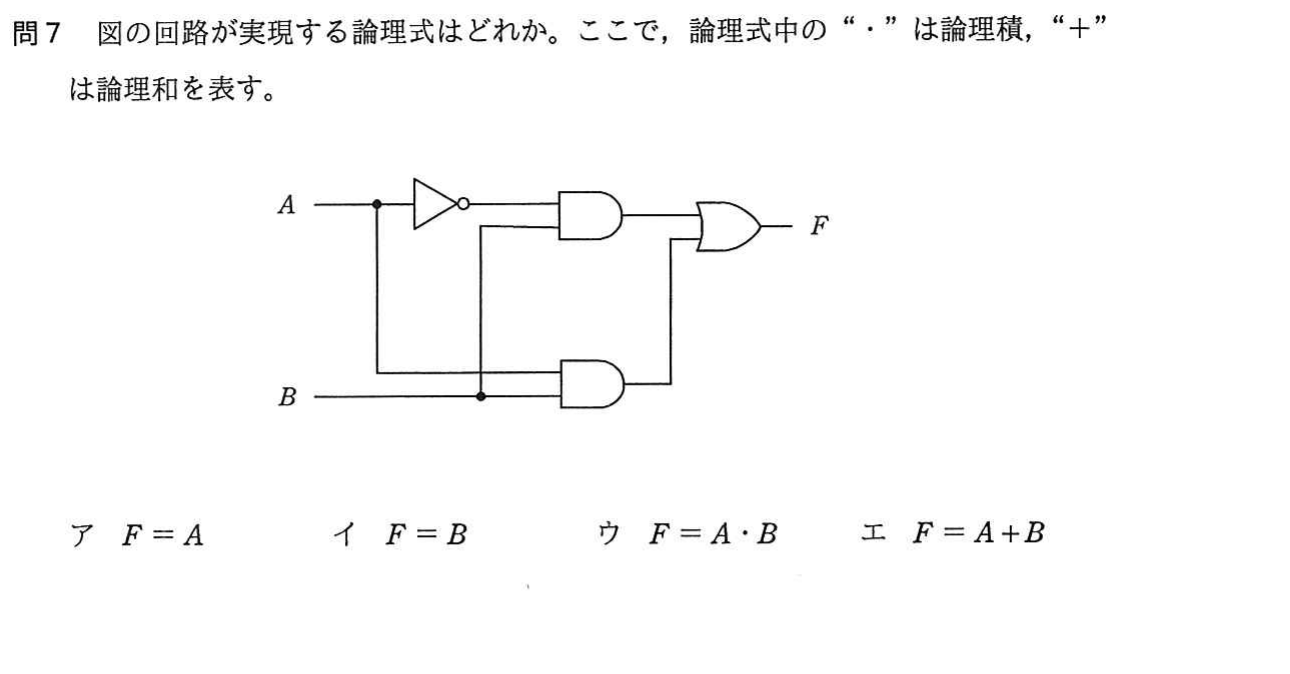 問7 図の回路が実現する論理式はどれか。ここで，論理式中の“・”は論理積，“＋”
は論理和を表す。
A
F
B
ア F = A イ F = B ウ F = A・B エ F = A+B